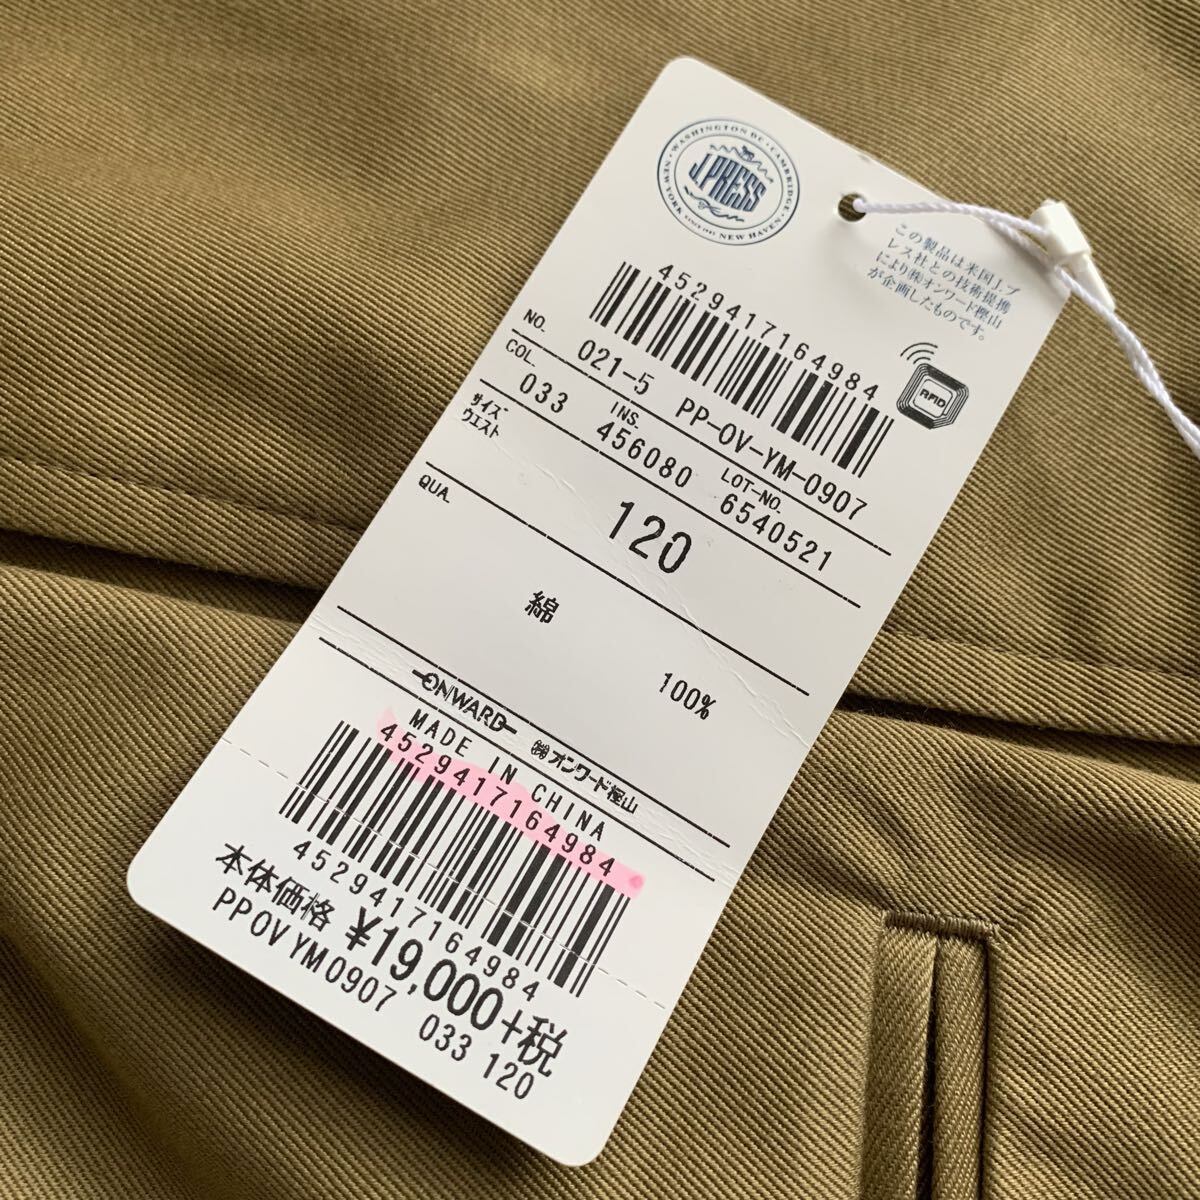 WASHINGTON DC · CAMBRIDGE · NEW HAVEN · NEW YORK
J.PRESS
この製品は米国J.プ
レス社との技術提携
により㈱オンワード樫山
が企画したものです。
4529417164984
RFID
NO. 021-5 PP-OV-YM-0907
COL. 033 INS. 456080 LOT-NO. 6540521
サイズ
ウエスト 120
QUA.
綿 100%
ONWARD ㈱オンワード樫山
MADE IN CHINA
4529417164984
4529417164984
本体価格 ¥19,000+税
PPOVYM0907 033 120